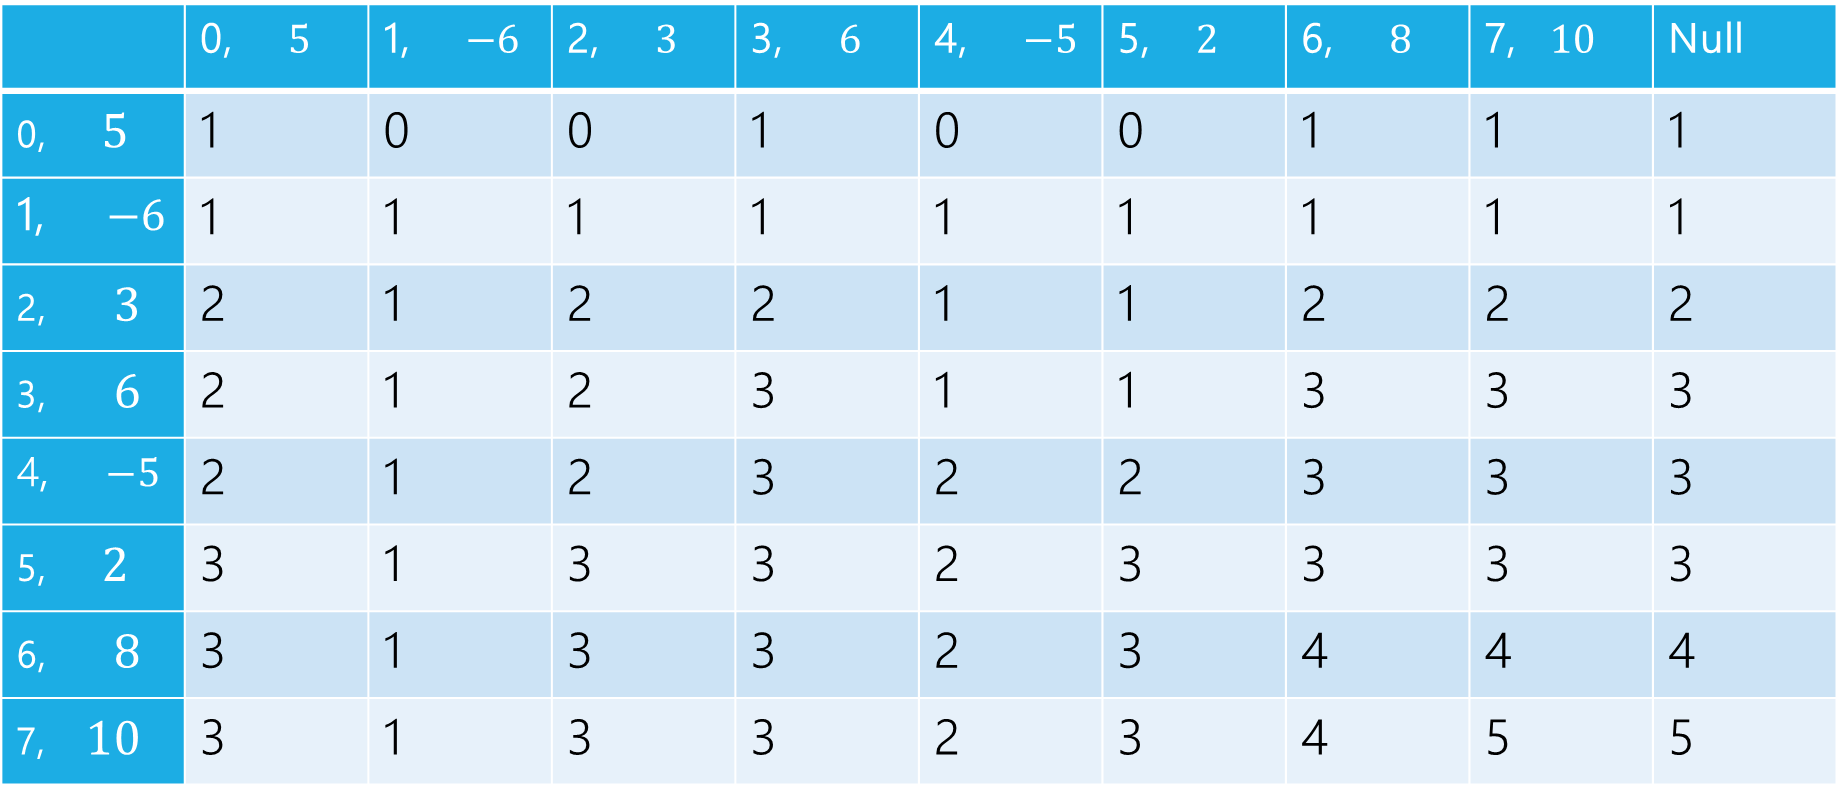 0, 5 1, −6 2, 3 3, 6 4, −5 5, 2 6, 8 7, 10 Null
0, 5 1 0 0 1 0 0 1 1 1
1, −6 1 1 1 1 1 1 1 1 1
2, 3 2 1 2 2 1 1 2 2 2
3, 6 2 1 2 3 1 1 3 3 3
4, −5 2 1 2 3 2 2 3 3 3
5, 2 3 1 3 3 2 3 3 3 3
6, 8 3 1 3 3 2 3 4 4 4
7, 10 3 1 3 3 2 3 4 5 5